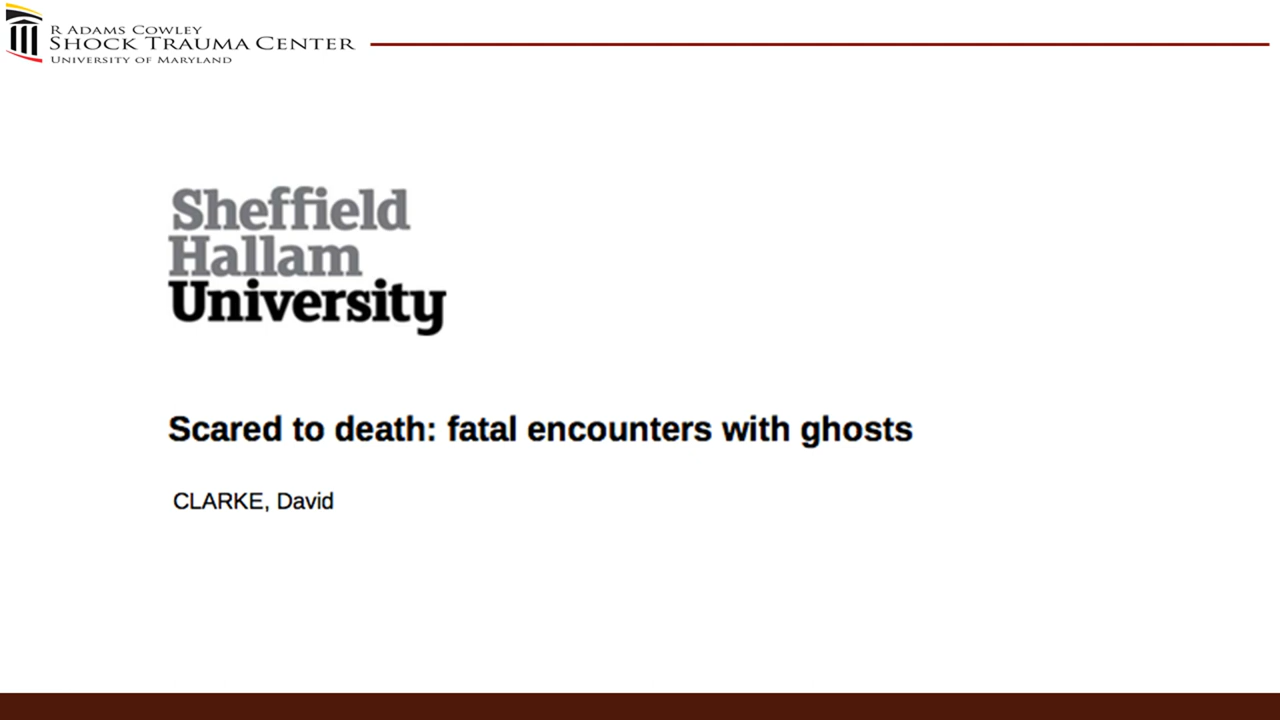 R ADAMS COWLEY
SHOCK TRAUMA CENTER
UNIVERSITY OF MARYLAND
Sheffield
Hallam
University
Scared to death: fatal encounters with ghosts
CLARKE, David